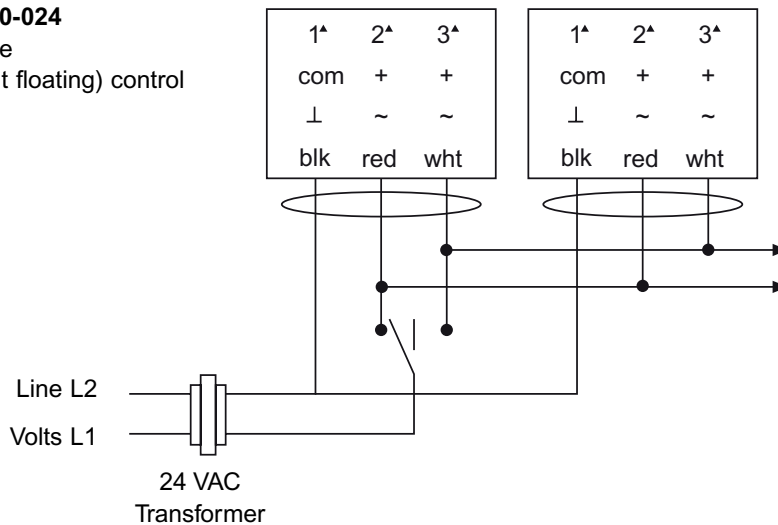 0-024
e
t floating) control
1▲ 2▲ 3▲
com + +
⊥ ~ ~
blk red wht
1▲ 2▲ 3▲
com + +
⊥ ~ ~
blk red wht
Line L2
Volts L1
24 VAC
Transformer